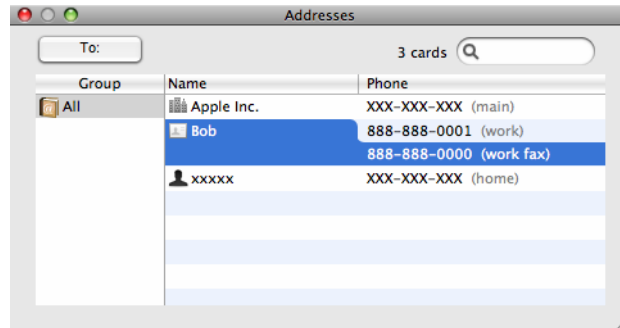 Addresses
To:
3 cards
Group Name Phone
All Apple Inc. XXX-XXX-XXX (main)
Bob 888-888-0001 (work)
888-888-0000 (work fax)
xxxxx XXX-XXX-XXX (home)